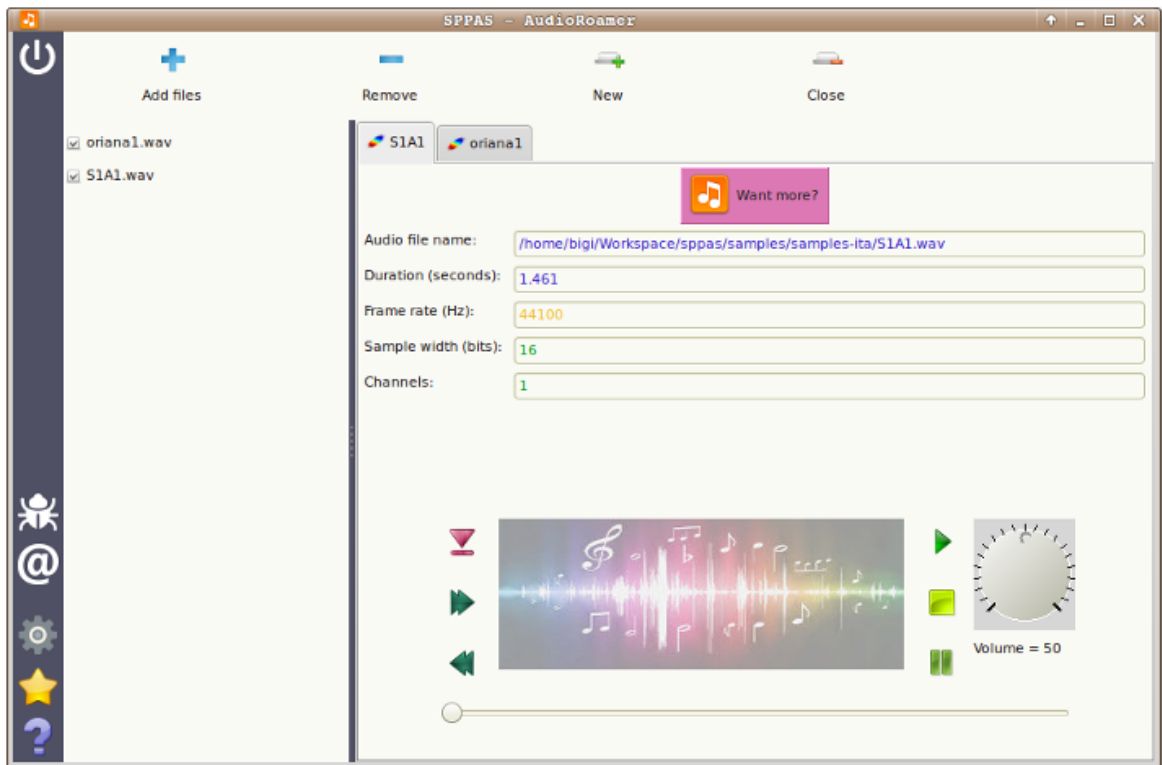 SPPAS - AudioRoamer
Add files
Remove
New
Close
oriana1.wav
S1A1.wav
S1A1
oriana1
Want more?
Audio file name:
/home/bigi/Workspace/sppas/samples/samples-ita/S1A1.wav
Duration (seconds):
1.461
Frame rate (Hz):
44100
Sample width (bits):
16
Channels:
1
Volume = 50